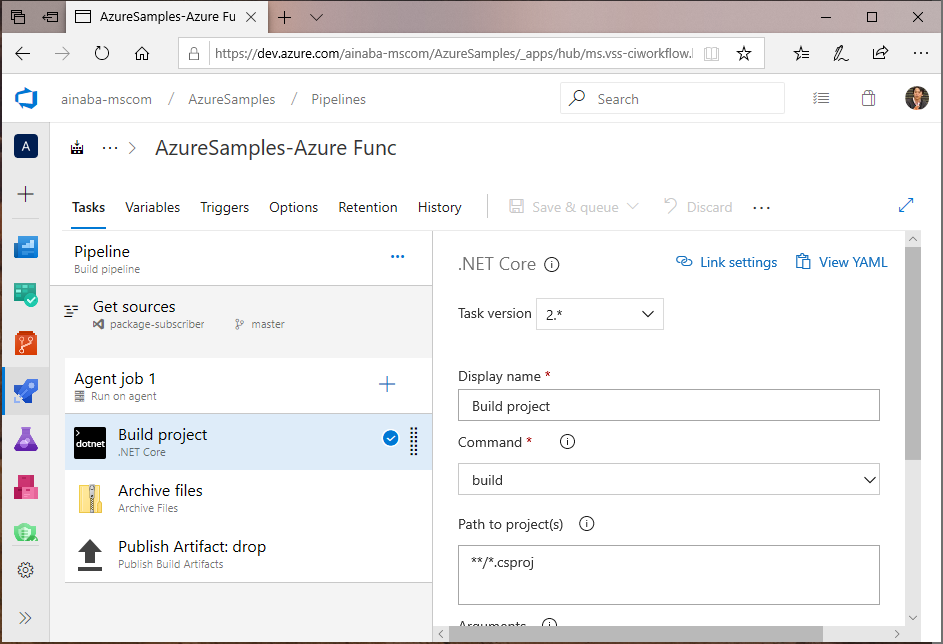 AzureSamples-Azure Fu
https://dev.azure.com/ainaba-mscom/AzureSamples/_apps/hub/ms.vss-ciworkflow.
ainaba-mscom / AzureSamples / Pipelines
Search
A
... > AzureSamples-Azure Func
Tasks Variables Triggers Options Retention History Save & queue Discard ...
Pipeline
Build pipeline
Get sources
package-subscriber master
Agent job 1
Run on agent
dotnet
Build project
.NET Core
Archive files
Archive Files
Publish Artifact: drop
Publish Build Artifacts
.NET Core
Link settings View YAML
Task version 2.*
Display name *
Build project
Command *
build
Path to project(s)
**/*.csproj
Arguments